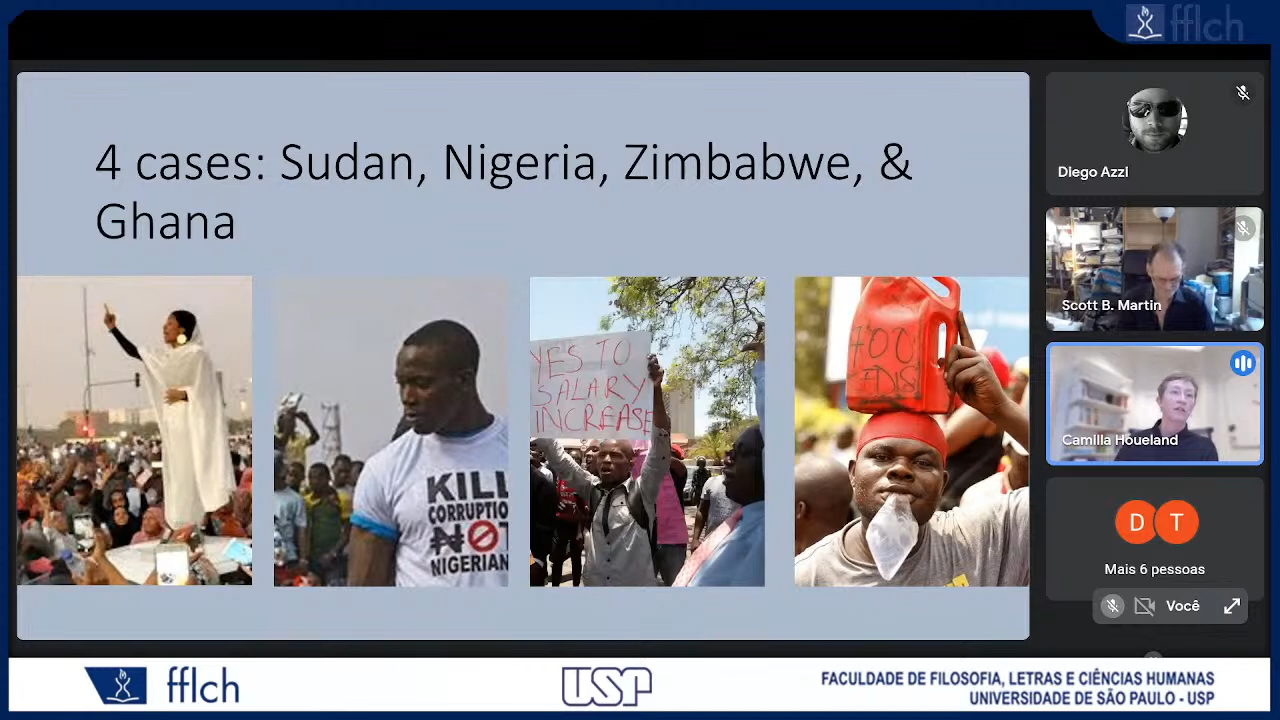 fflch
4 cases: Sudan, Nigeria, Zimbabwe, &
Ghana
YES TO
SALARY
INCREASE
KILL
CORRUPTIO
NOT
NIGERIAN
700
Diego Azzi
Scott B. Martin
Camilla Houeland
D T
Mais 6 pessoas
Você
fflch
USP
FACULDADE DE FILOSOFIA, LETRAS E CIÊNCIAS HUMANAS
UNIVERSIDADE DE SÃO PAULO - USP